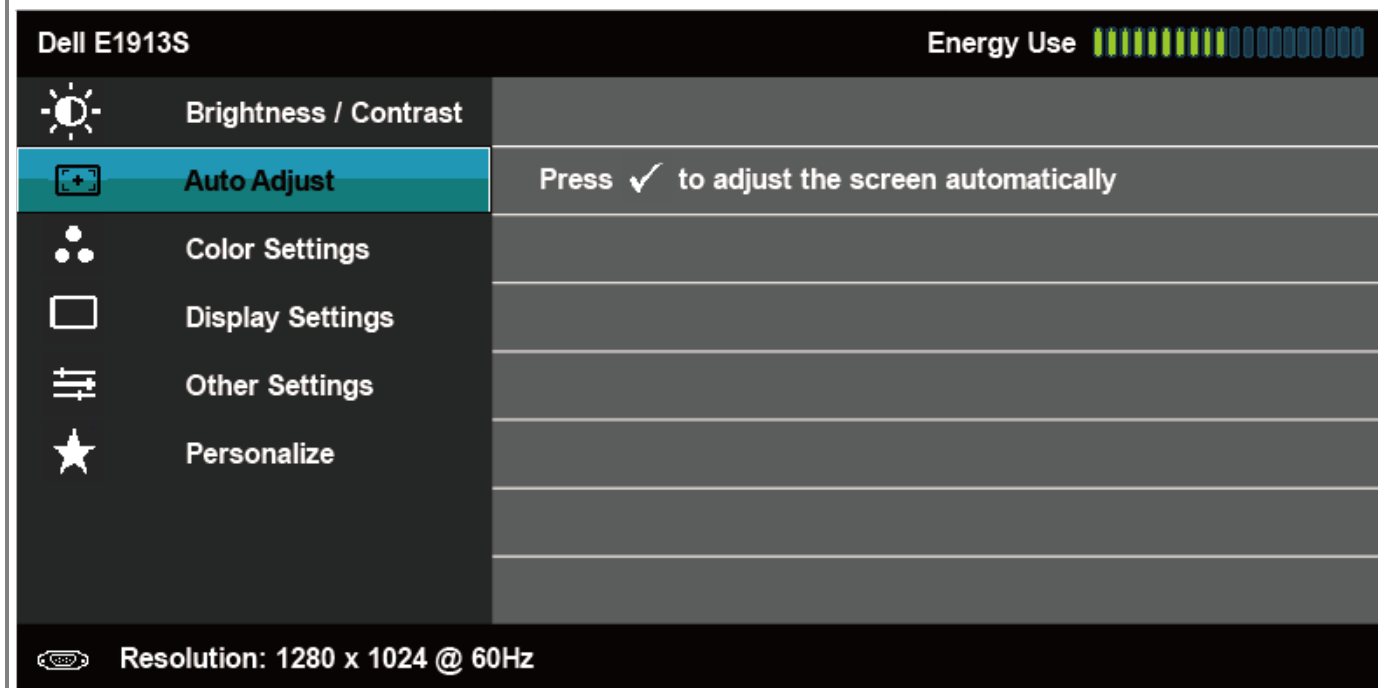 Dell E1913S Energy Use
Brightness / Contrast
Auto Adjust Press ✓ to adjust the screen automatically
Color Settings
Display Settings
Other Settings
Personalize
Resolution: 1280 x 1024 @ 60Hz